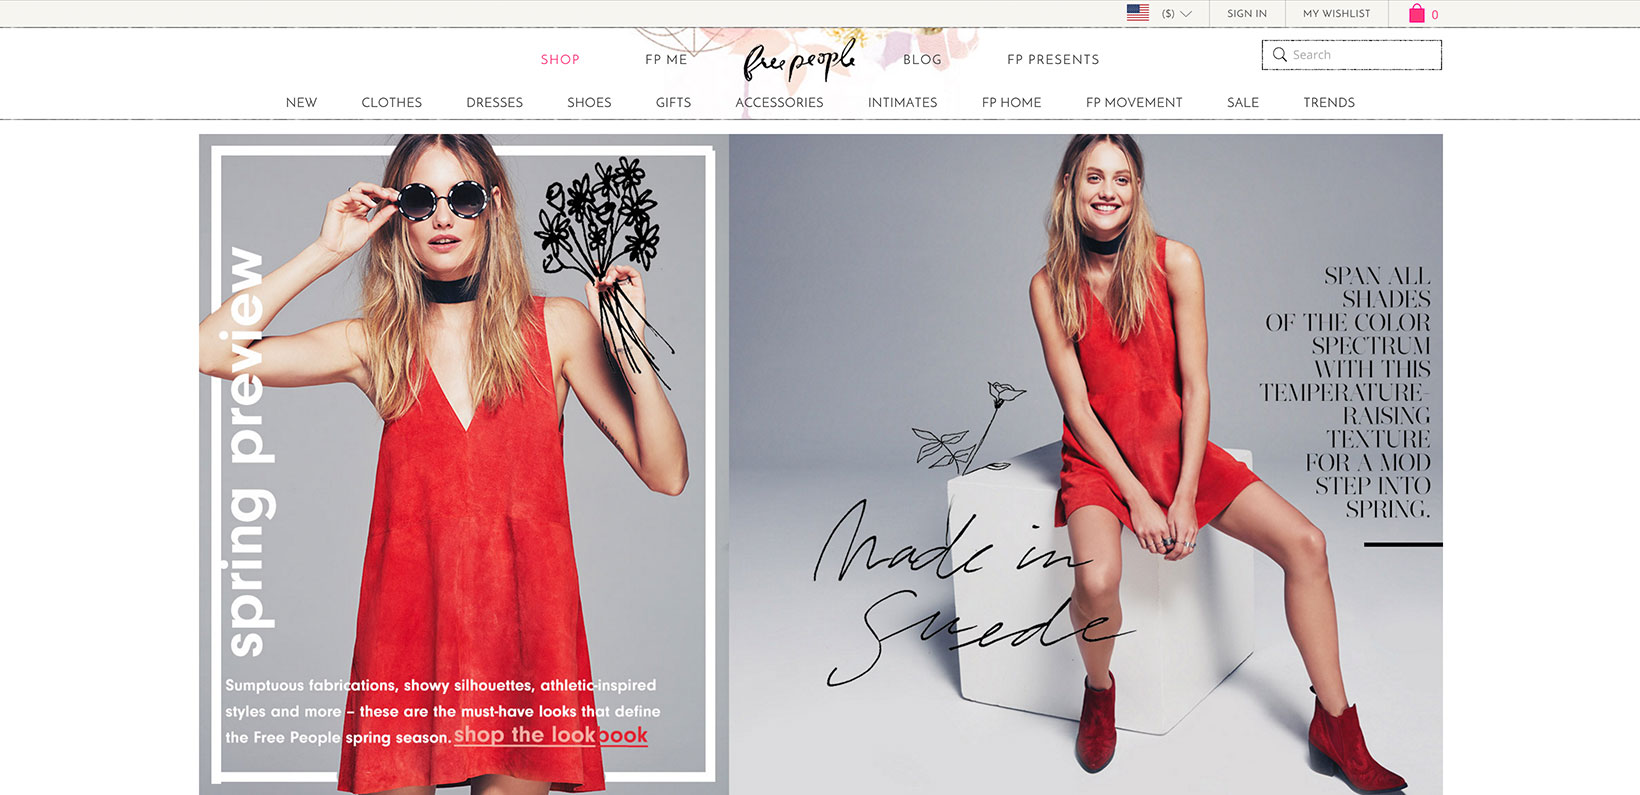 ($)
SIGN IN
MY WISHLIST
0
SHOP
FP ME
free people
BLOG
FP PRESENTS
Search
NEW
CLOTHES
DRESSES
SHOES
GIFTS
ACCESSORIES
INTIMATES
FP HOME
FP MOVEMENT
SALE
TRENDS
spring preview
Sumptuous fabrications, showy silhouettes, athletic-inspired
styles and more – these are the must-have looks that define
the Free People spring season. shop the lookbook
Made in
Suede
SPAN ALL
SHADES
OF THE COLOR
SPECTRUM
WITH THIS
TEMPERATURE-
RAISING
TEXTURE
FOR A MOD
STEP INTO
SPRING.